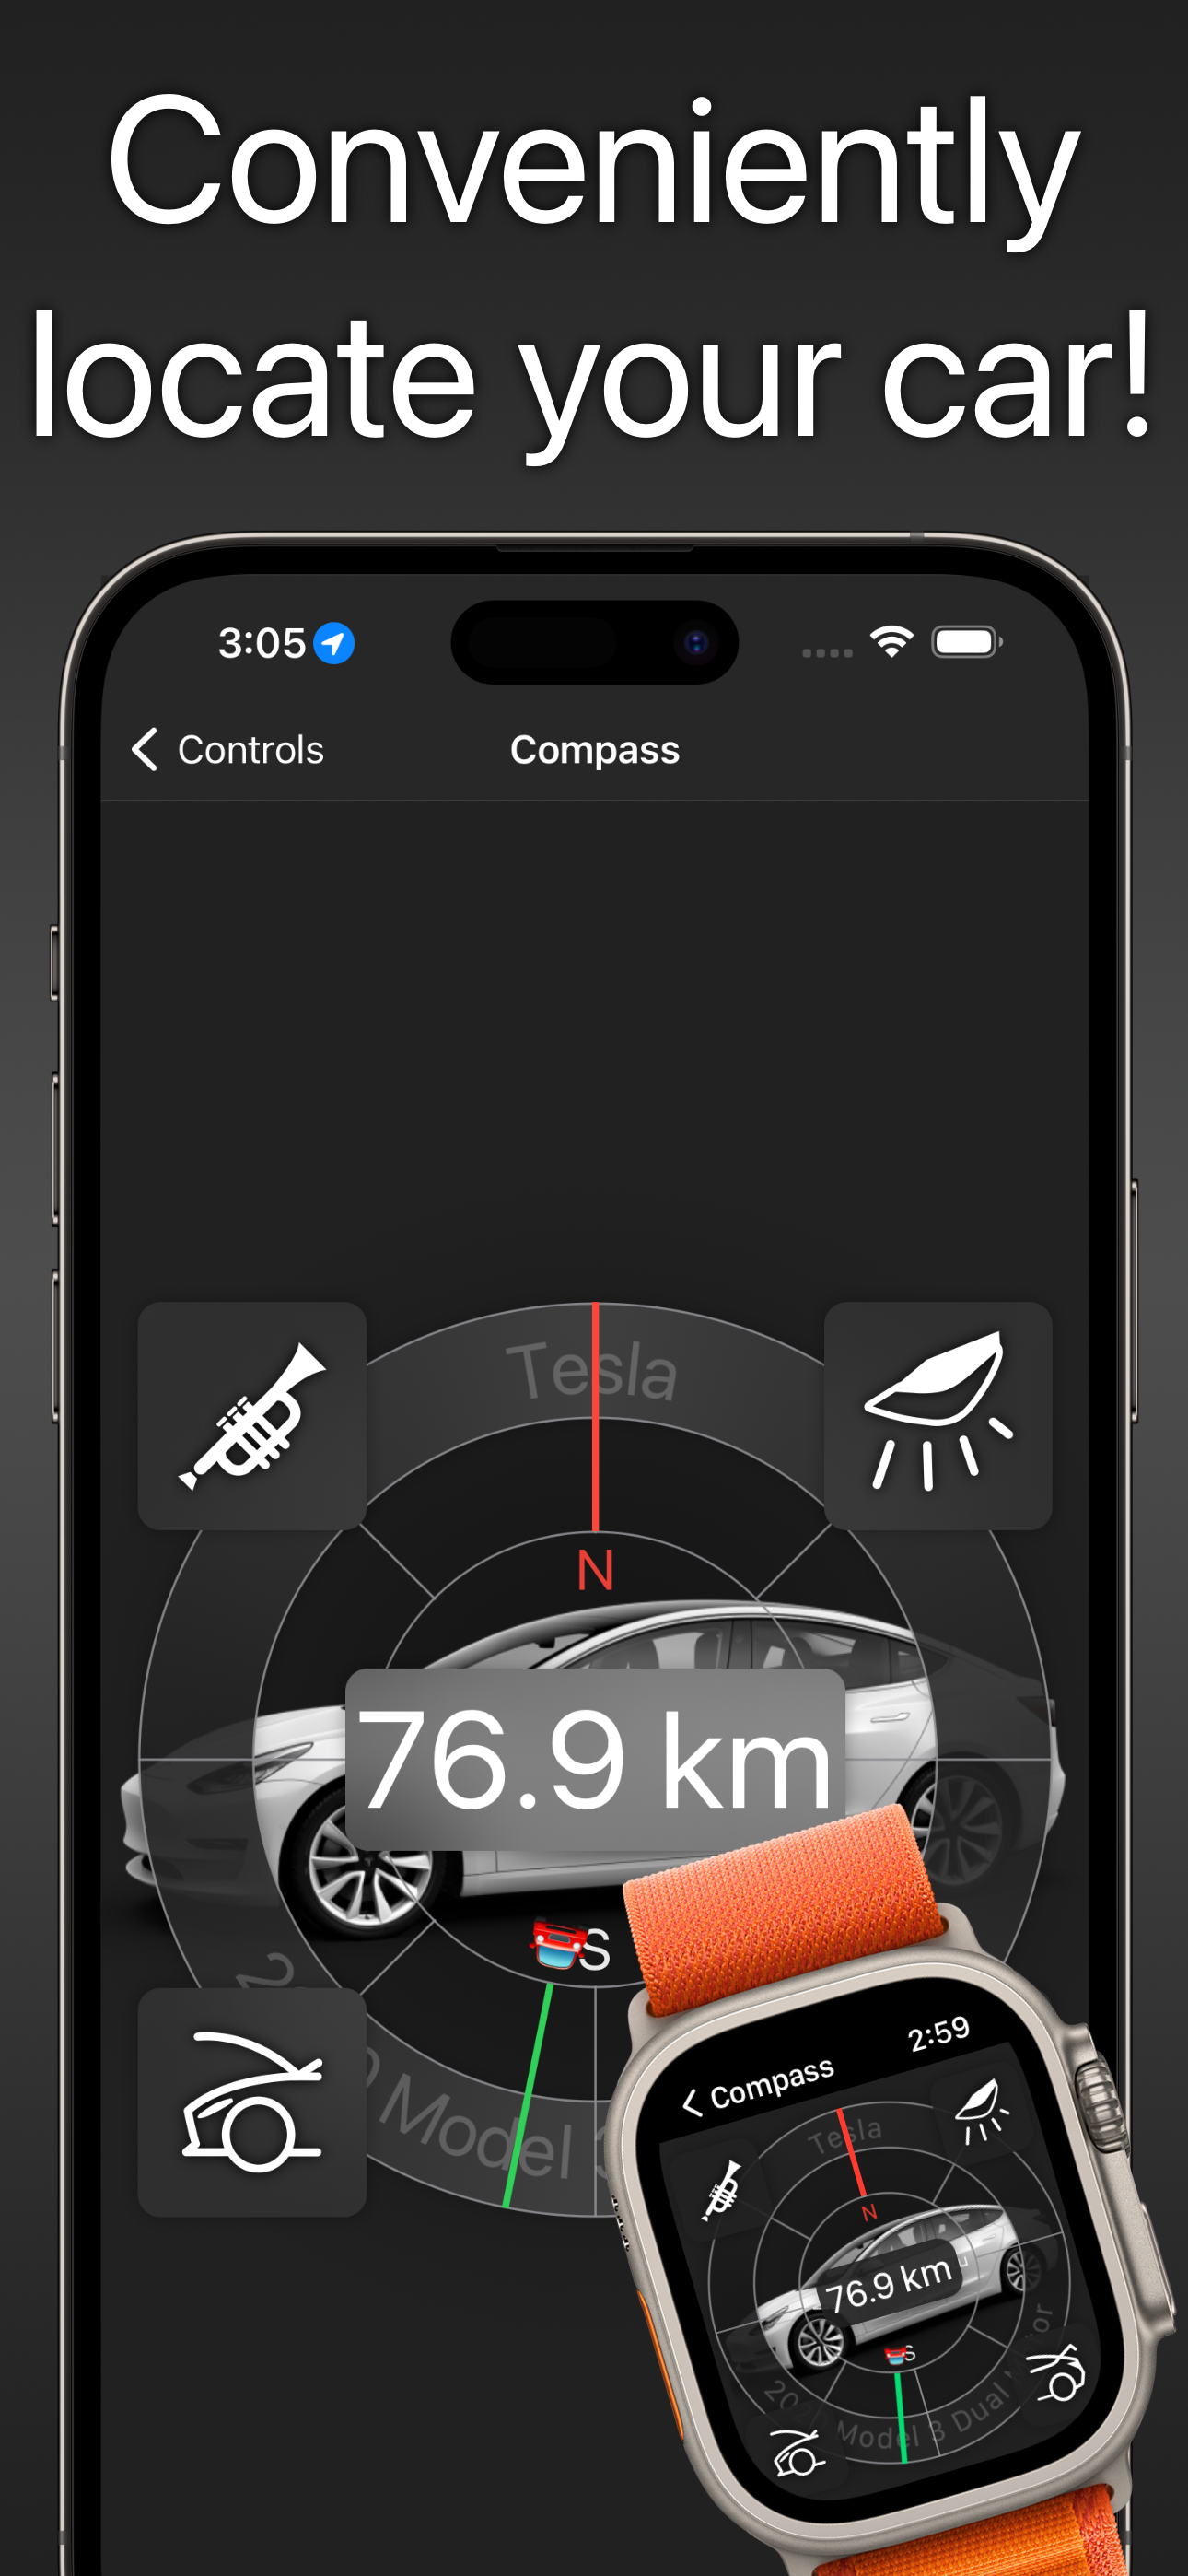 Conveniently
locate your car!
3:05
Controls
Compass
Tesla
N
76.9 km
S
Model 3
2:59
Compass
Tesla
N
76.9 km
S
Model 3 Dual